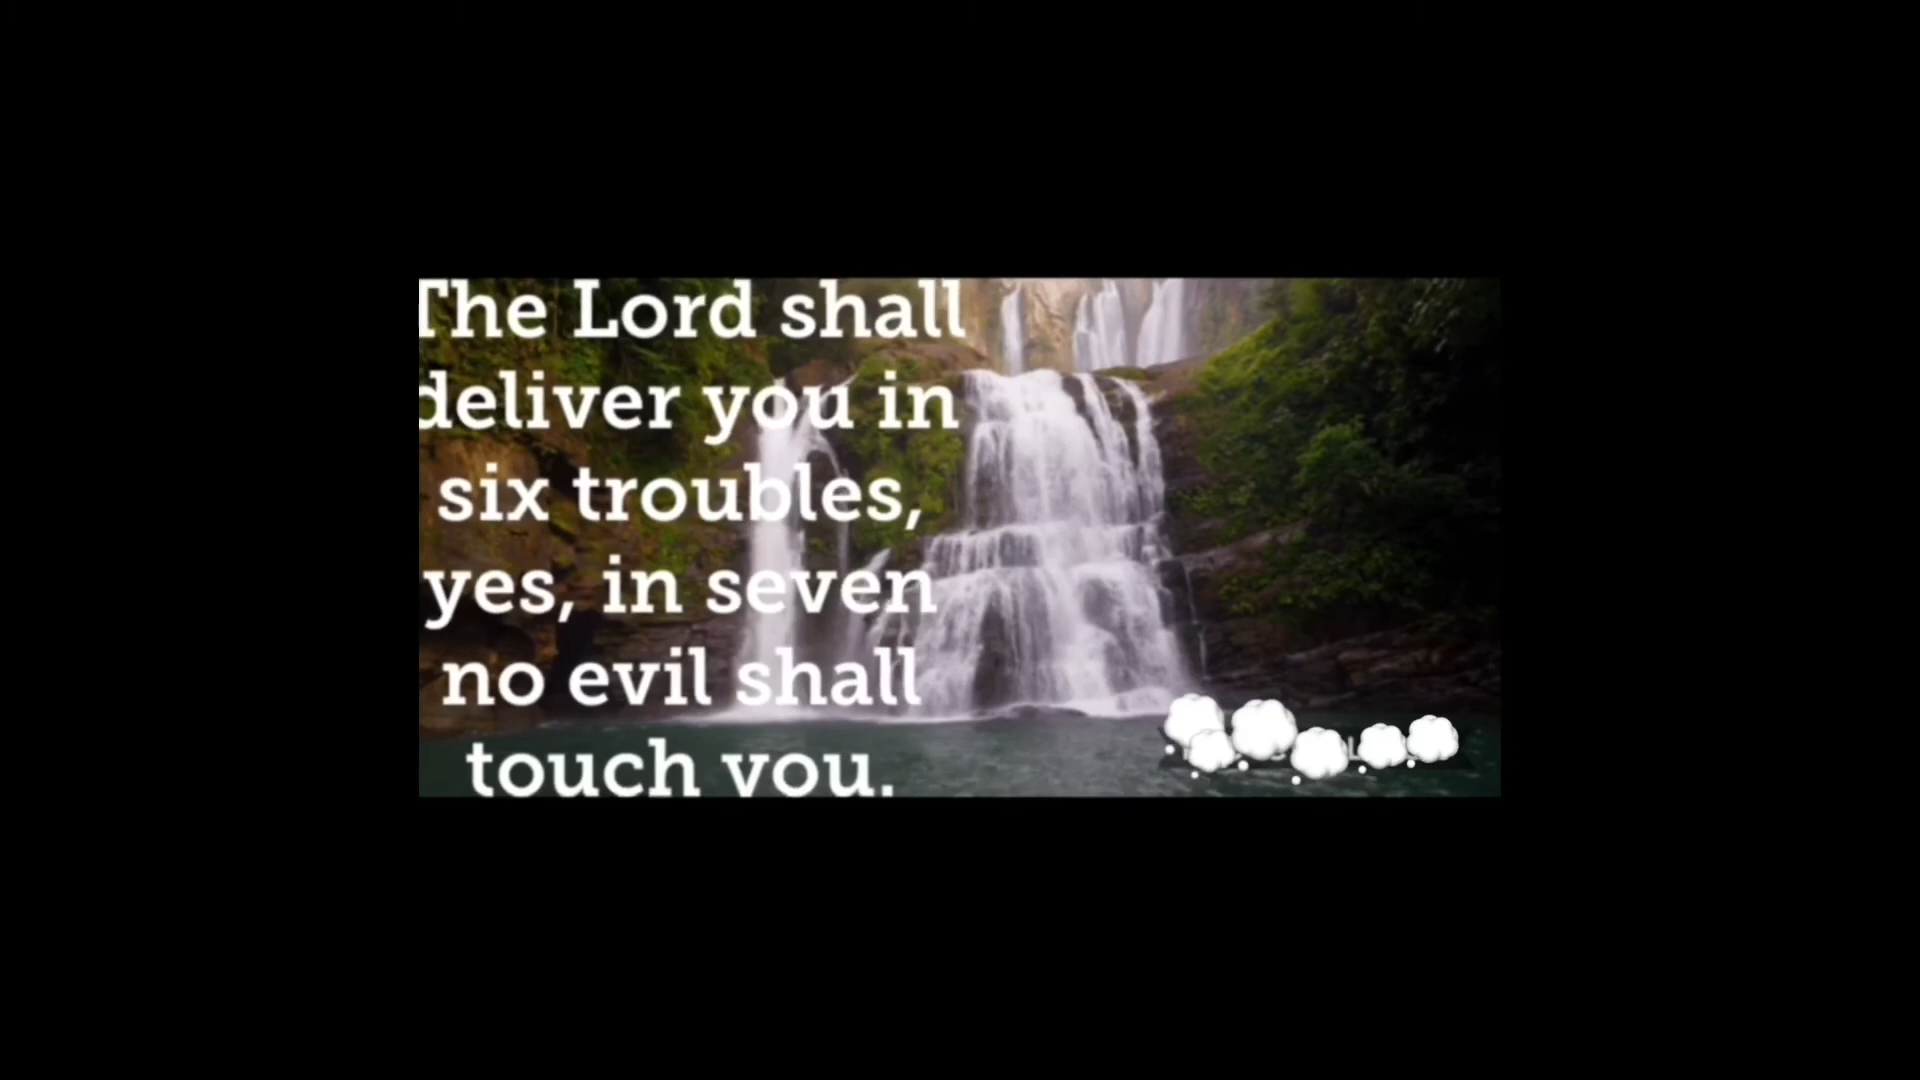 The Lord shall
deliver you in
six troubles,
yes, in seven
no evil shall
touch you.